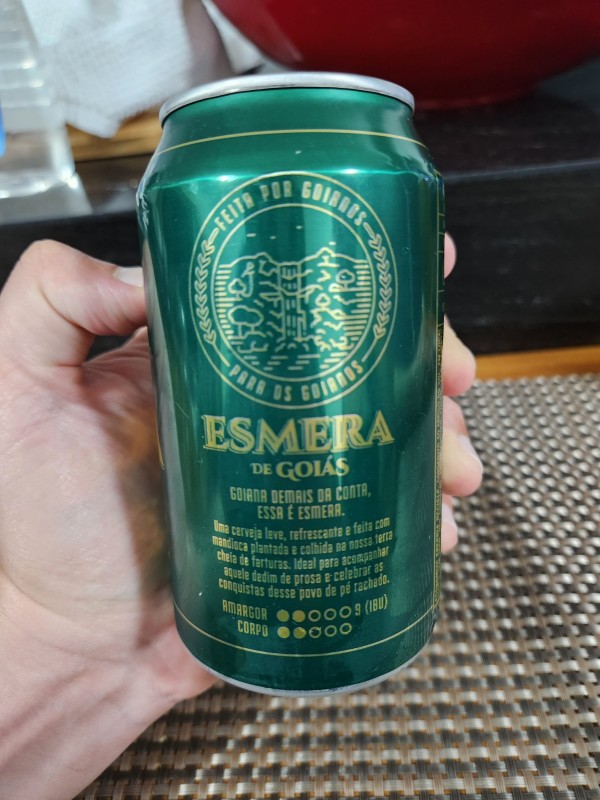 FEITA POR GOIANOS
PARA OS GOIANOS
ESMERA
DE GOIÁS
GOIANA DEMAIS DA CONTA,
ESSA É ESMERA.
Uma cerveja leve, refrescante e feita com
mandioca plantada e colhida na nossa terra
cheia de farturas. Ideal para acompanhar
aquele dedim de prosa e celebrar as
conquistas desse povo de pé rachado.
AMARGOR 9 (IBU)
CORPO